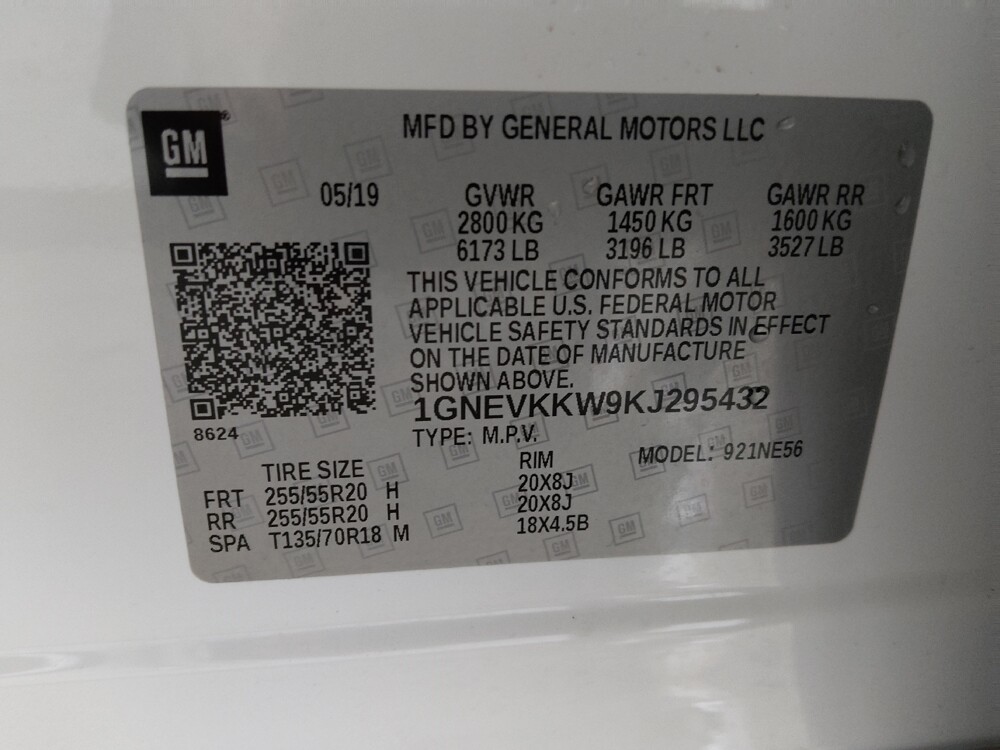 GM
MFD BY GENERAL MOTORS LLC
05/19 GVWR GAWR FRT GAWR RR
2800 KG 1450 KG 1600 KG
6173 LB 3196 LB 3527 LB
THIS VEHICLE CONFORMS TO ALL
APPLICABLE U.S. FEDERAL MOTOR
VEHICLE SAFETY STANDARDS IN EFFECT
ON THE DATE OF MANUFACTURE
SHOWN ABOVE.
1GNEVKKW9KJ295432
8624
TYPE: M.P.V. MODEL: 921NE56
TIRE SIZE RIM
FRT 255/55R20 H 20X8J
RR 255/55R20 H 20X8J
SPA T135/70R18 M 18X4.5B